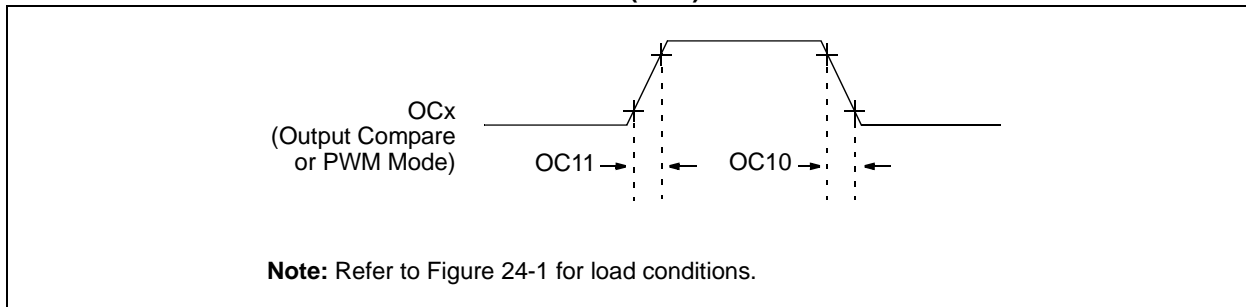 OCx
(Output Compare
or PWM Mode)
OC11
OC10
Note: Refer to Figure 24-1 for load conditions.